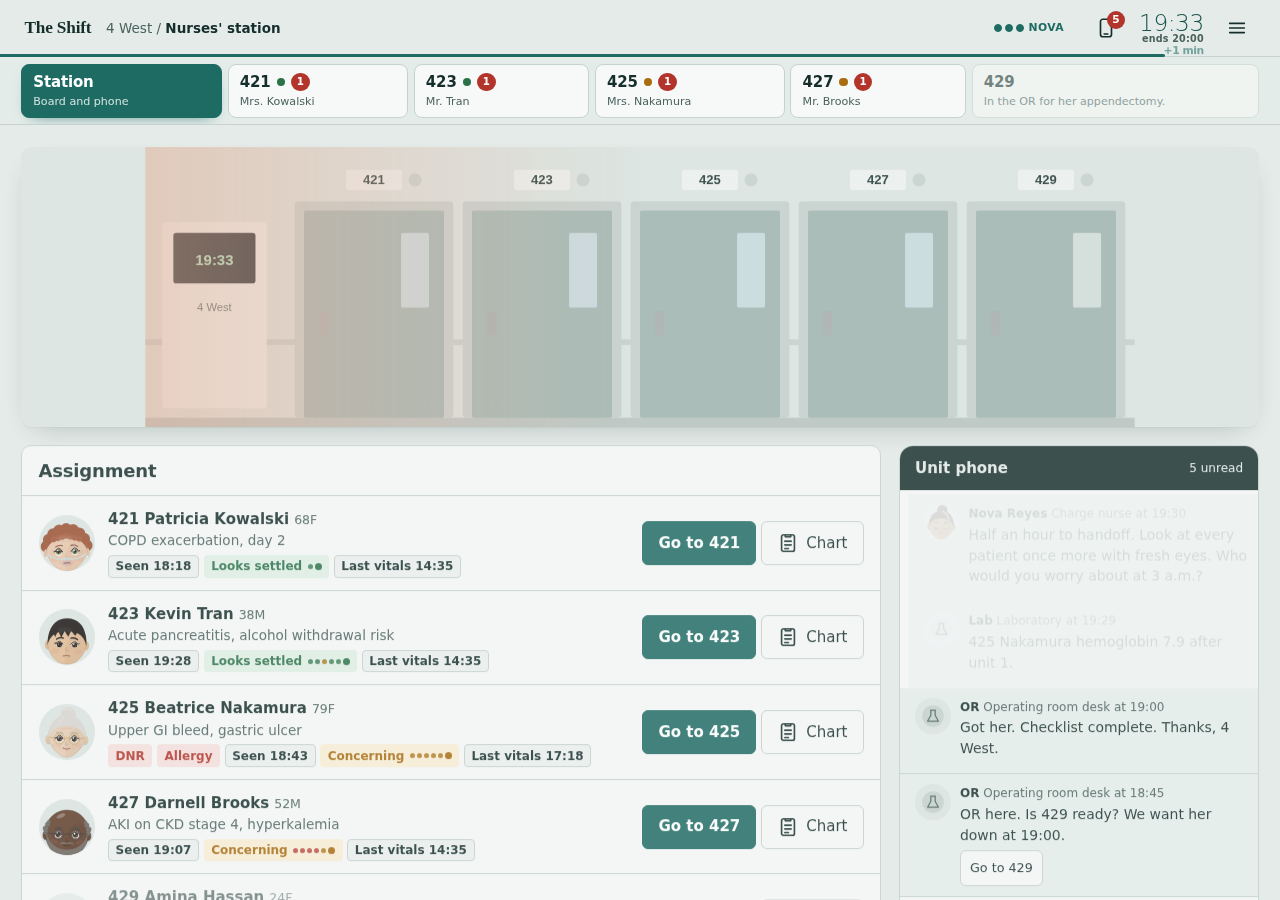 The Shift 4 West / Nurses' station
NOVA 5 19:33
ends 20:00
+1 min
Station
Board and phone
421 1
Mrs. Kowalski
423 1
Mr. Tran
425 1
Mrs. Nakamura
427 1
Mr. Brooks
429
In the OR for her appendectomy.
421 423 425 427 429
19:33
4 West
Assignment
421 Patricia Kowalski 68F
COPD exacerbation, day 2
Seen 18:18 Looks settled Last vitals 14:35
Go to 421 Chart
423 Kevin Tran 38M
Acute pancreatitis, alcohol withdrawal risk
Seen 19:28 Looks settled Last vitals 14:35
Go to 423 Chart
425 Beatrice Nakamura 79F
Upper GI bleed, gastric ulcer
DNR Allergy Seen 18:43 Concerning Last vitals 17:18
Go to 425 Chart
427 Darnell Brooks 52M
AKI on CKD stage 4, hyperkalemia
Seen 19:07 Concerning Last vitals 14:35
Go to 427 Chart
429 Amina Hassan 24F
Unit phone 5 unread
Nova Reyes Charge nurse at 19:30
Half an hour to handoff. Look at every
patient once more with fresh eyes. Who
would you worry about at 3 a.m.?
Lab Laboratory at 19:29
425 Nakamura hemoglobin 7.9 after
unit 1.
OR Operating room desk at 19:00
Got her. Checklist complete. Thanks, 4
West.
OR Operating room desk at 18:45
OR here. Is 429 ready? We want her
down at 19:00.
Go to 429